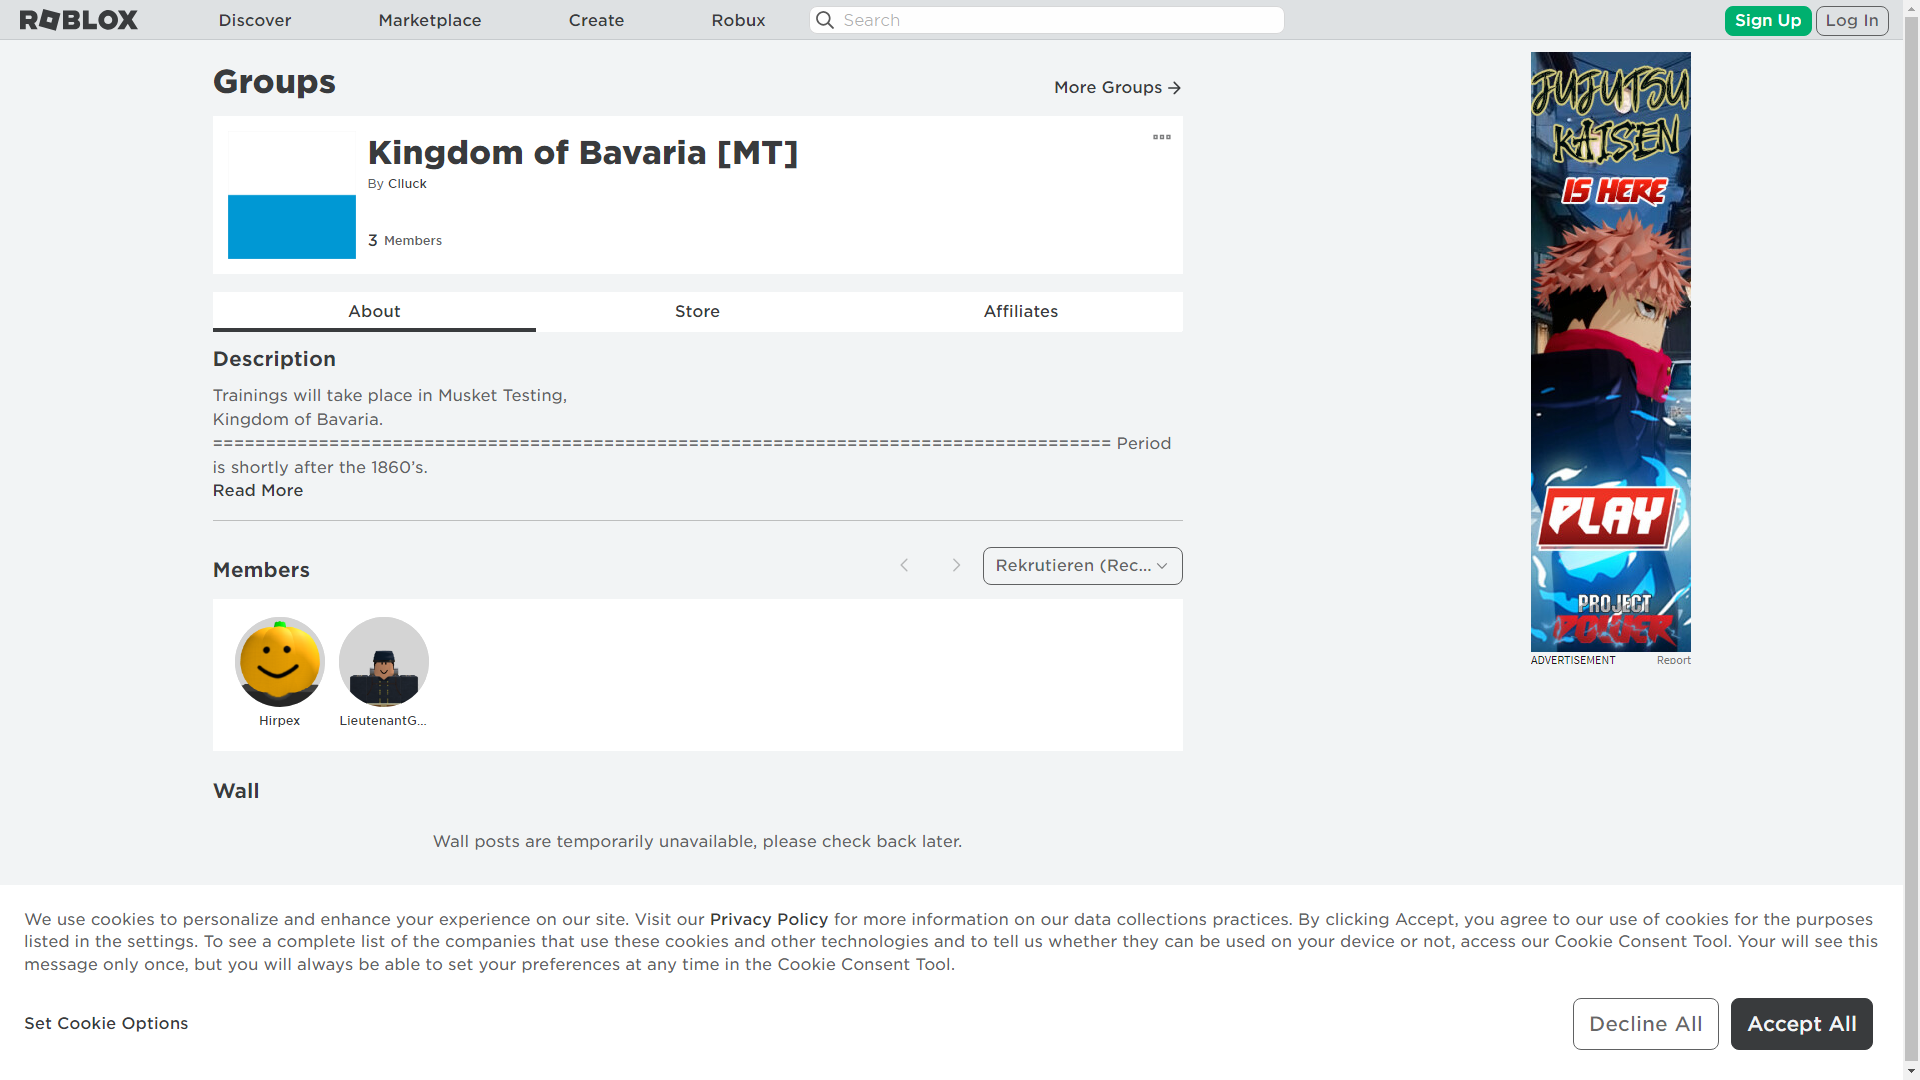 ROBLOX Discover Marketplace Create Robux Search Sign Up Log In
Groups
More Groups
Kingdom of Bavaria [MT]
By Clluck
3 Members
About Store Affiliates
Description
Trainings will take place in Musket Testing,
Kingdom of Bavaria.
===================================================================================== Period
is shortly after the 1860’s.
Read More
Members
Rekrutieren (Rec...
Hirpex LieutenantG...
Wall
Wall posts are temporarily unavailable, please check back later.
JUJUTSU
KAISEN
IS HERE
PLAY
PROJECT
POWER
ADVERTISEMENT Report
We use cookies to personalize and enhance your experience on our site. Visit our Privacy Policy for more information on our data collections practices. By clicking Accept, you agree to our use of cookies for the purposes
listed in the settings. To see a complete list of the companies that use these cookies and other technologies and to tell us whether they can be used on your device or not, access our Cookie Consent Tool. Your will see this
message only once, but you will always be able to set your preferences at any time in the Cookie Consent Tool.
Set Cookie Options
Decline All
Accept All